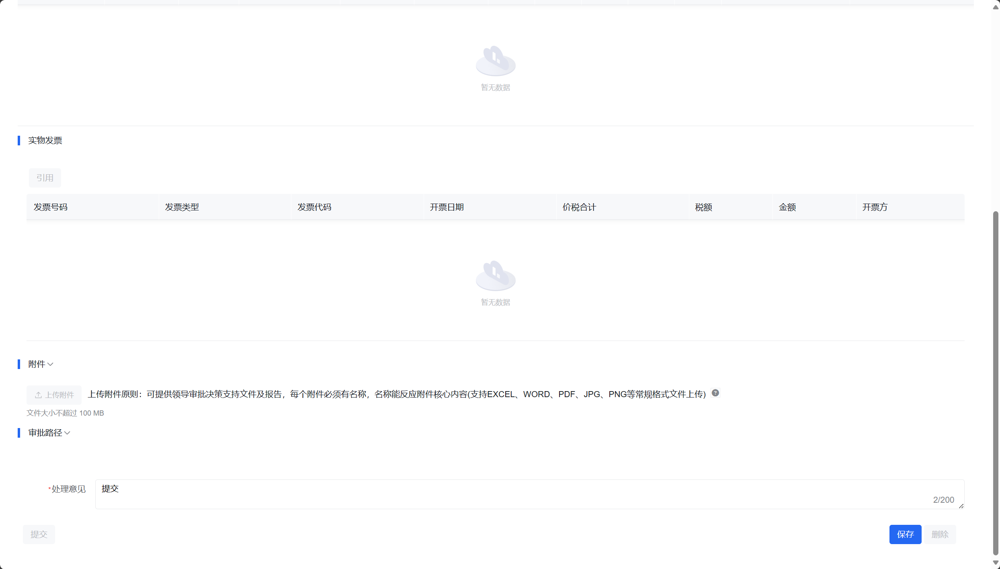 暂无数据
实物发票
引用
发票号码 发票类型 发票代码 开票日期 价税合计 税额 金额 开票方
暂无数据
附件
上传附件 上传附件原则：可提供领导审批决策支持文件及报告，每个附件必须有名称，名称能反应附件核心内容(支持EXCEL、WORD、PDF、JPG、PNG等常规格式文件上传) ?
文件大小不超过 100 MB
审批路径
*处理意见 提交
2/200
提交 保存 删除